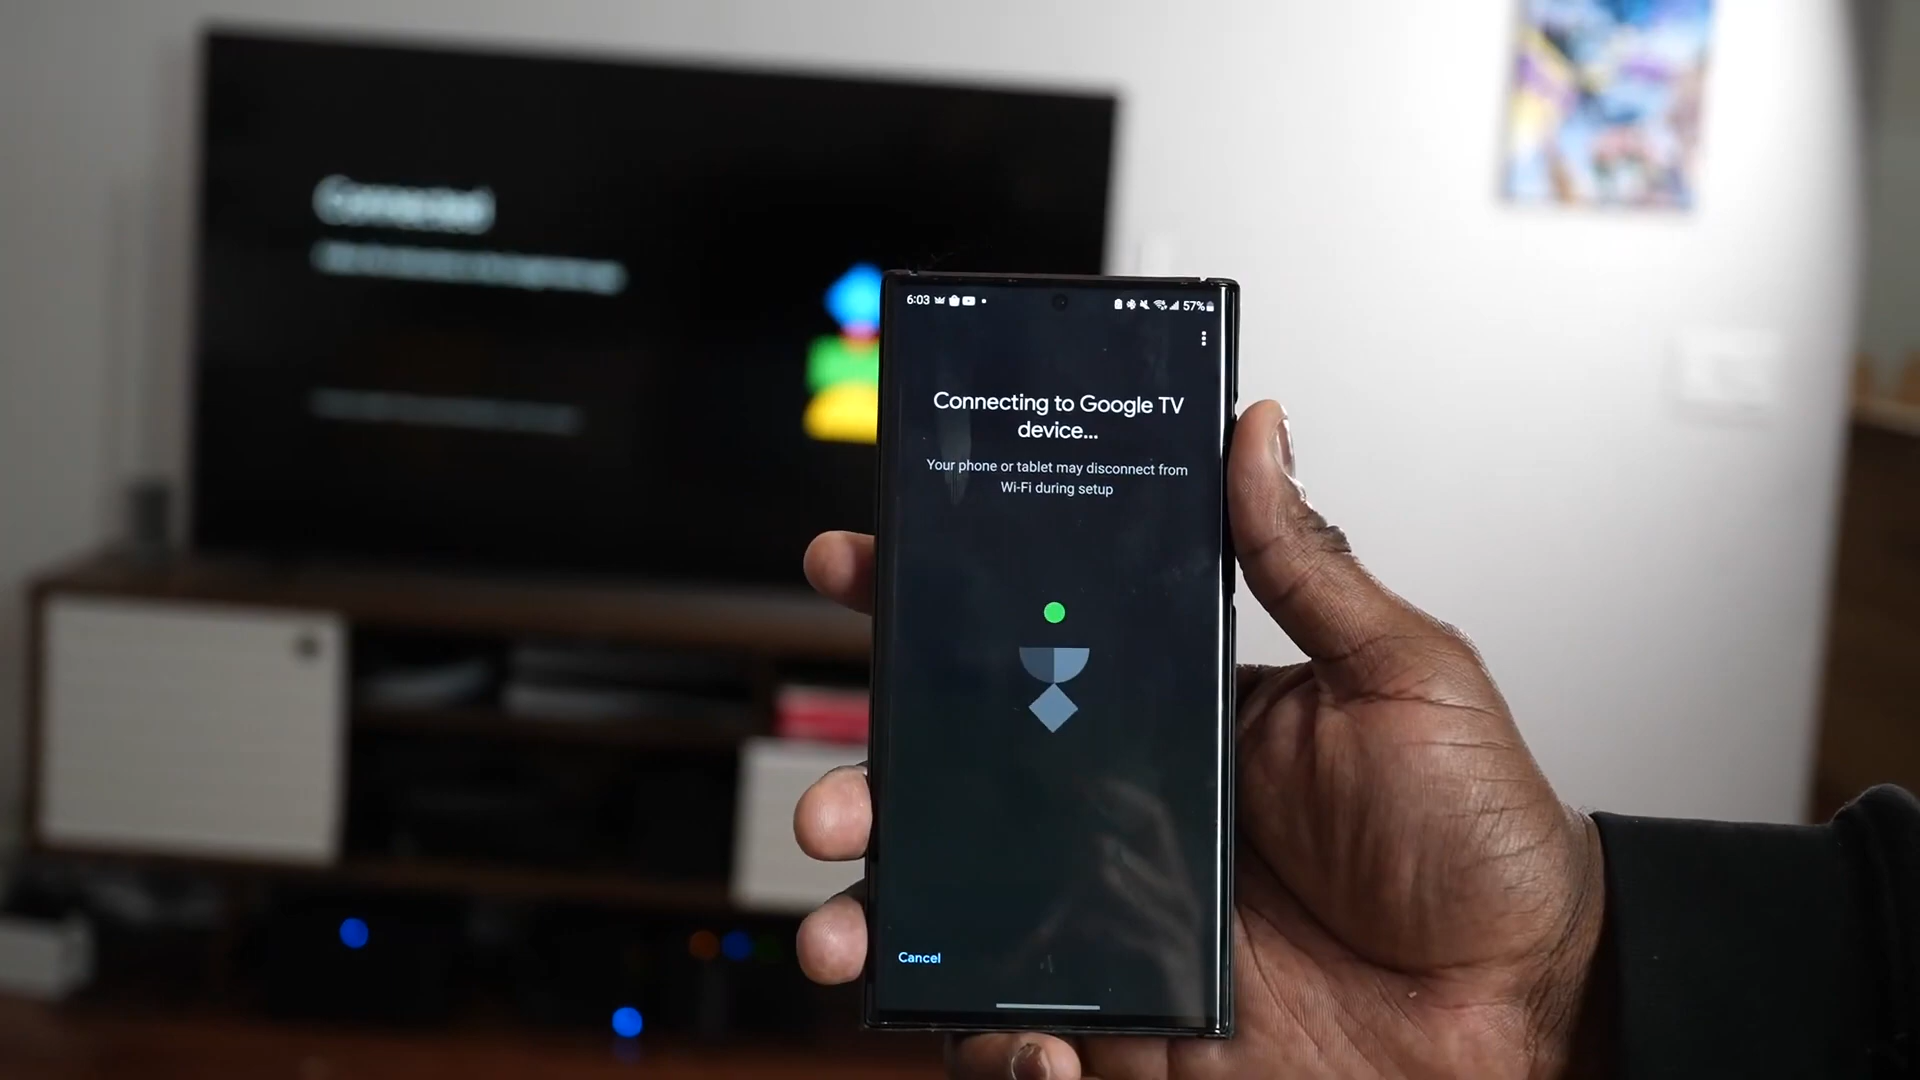 Connected
6:03
57%
Connecting to Google TV
device...
Your phone or tablet may disconnect from
Wi-Fi during setup
Cancel